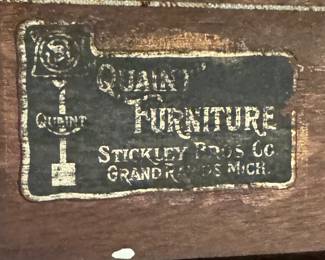 QUAINT
FURNITURE
QUAINT
STICKLEY BROS CO.
GRAND RAPIDS MICH.